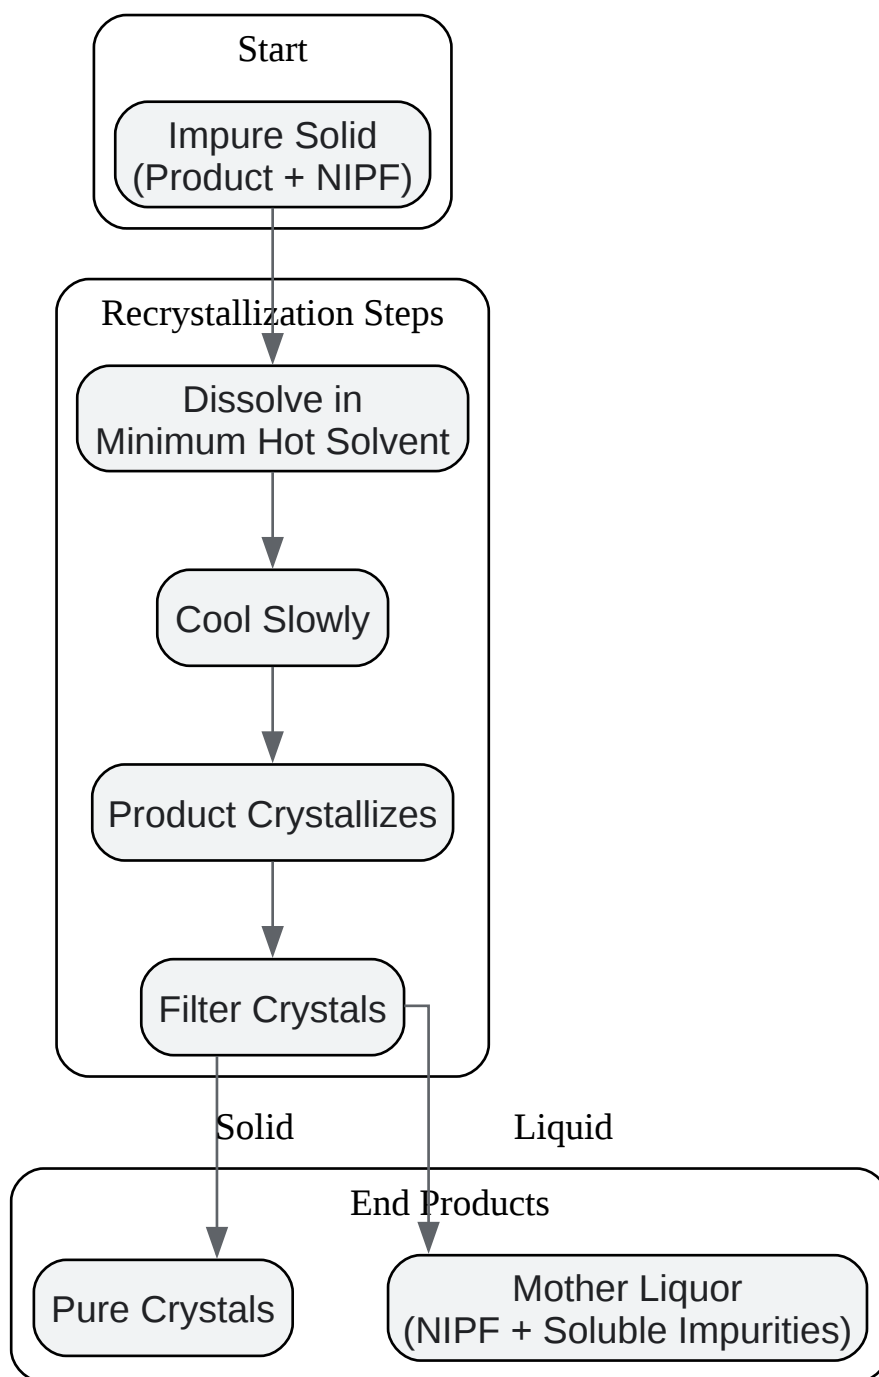 Start
Impure Solid
(Product + NIPF)
Recrystallization Steps
Dissolve in
Minimum Hot Solvent
Cool Slowly
Product Crystallizes
Filter Crystals
Solid
Liquid
End Products
Pure Crystals
Mother Liquor
(NIPF + Soluble Impurities)